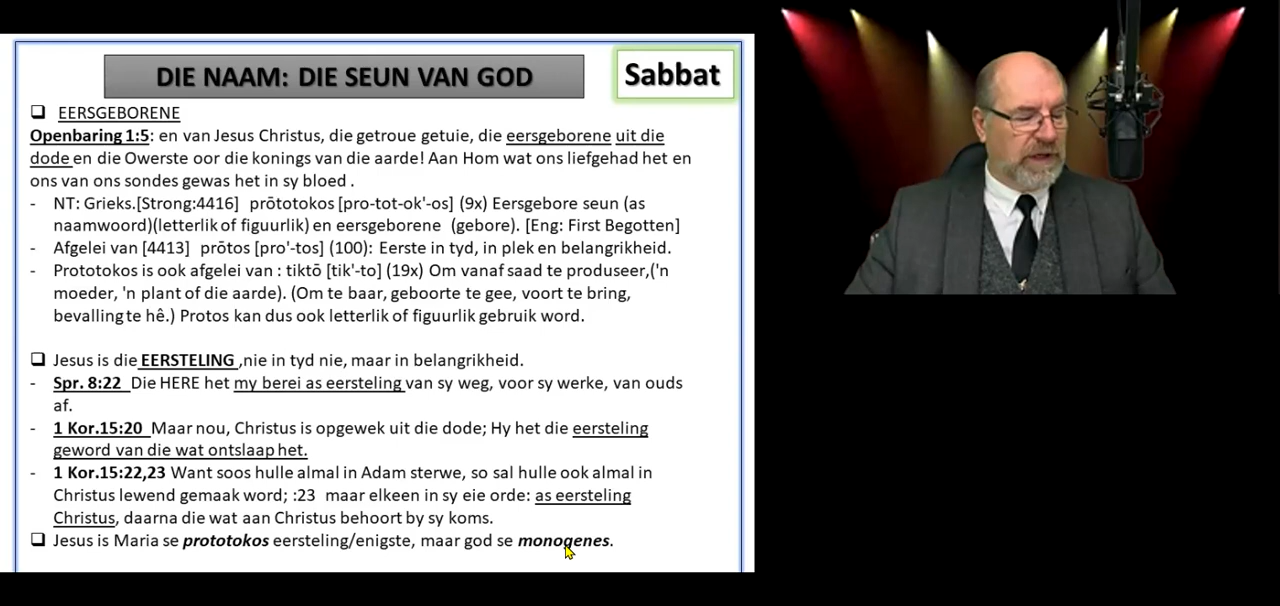 DIE NAAM: DIE SEUN VAN GOD
Sabbat
EERSGEBORENE
Openbaring 1:5: en van Jesus Christus, die getroue getuie, die eersgeborene uit die
dode en die Owerste oor die konings van die aarde! Aan Hom wat ons liefgehad het en
ons van ons sondes gewas het in sy bloed .
- NT: Grieks.[Strong:4416] prōtotokos [pro-tot-ok'-os] (9x) Eersgebore seun (as
naamwoord)(letterlik of figuurlik) en eersgeborene (gebore). [Eng: First Begotten]
- Afgelei van [4413] prōtos [pro'-tos] (100): Eerste in tyd, in plek en belangrikheid.
- Prototokos is ook afgelei van : tiktō [tik'-to] (19x) Om vanaf saad te produseer,('n
moeder, 'n plant of die aarde). (Om te baar, geboorte te gee, voort te bring,
bevalling te hê.) Protos kan dus ook letterlik of figuurlik gebruik word.
Jesus is die EERSTELING ,nie in tyd nie, maar in belangrikheid.
- Spr. 8:22 Die HERE het my berei as eersteling van sy weg, voor sy werke, van ouds
af.
- 1 Kor.15:20 Maar nou, Christus is opgewek uit die dode; Hy het die eersteling
geword van die wat ontslaap het.
- 1 Kor.15:22,23 Want soos hulle almal in Adam sterwe, so sal hulle ook almal in
Christus lewend gemaak word; :23 maar elkeen in sy eie orde: as eersteling
Christus, daarna die wat aan Christus behoort by sy koms.
Jesus is Maria se prototokos eersteling/enigste, maar god se monogenes.